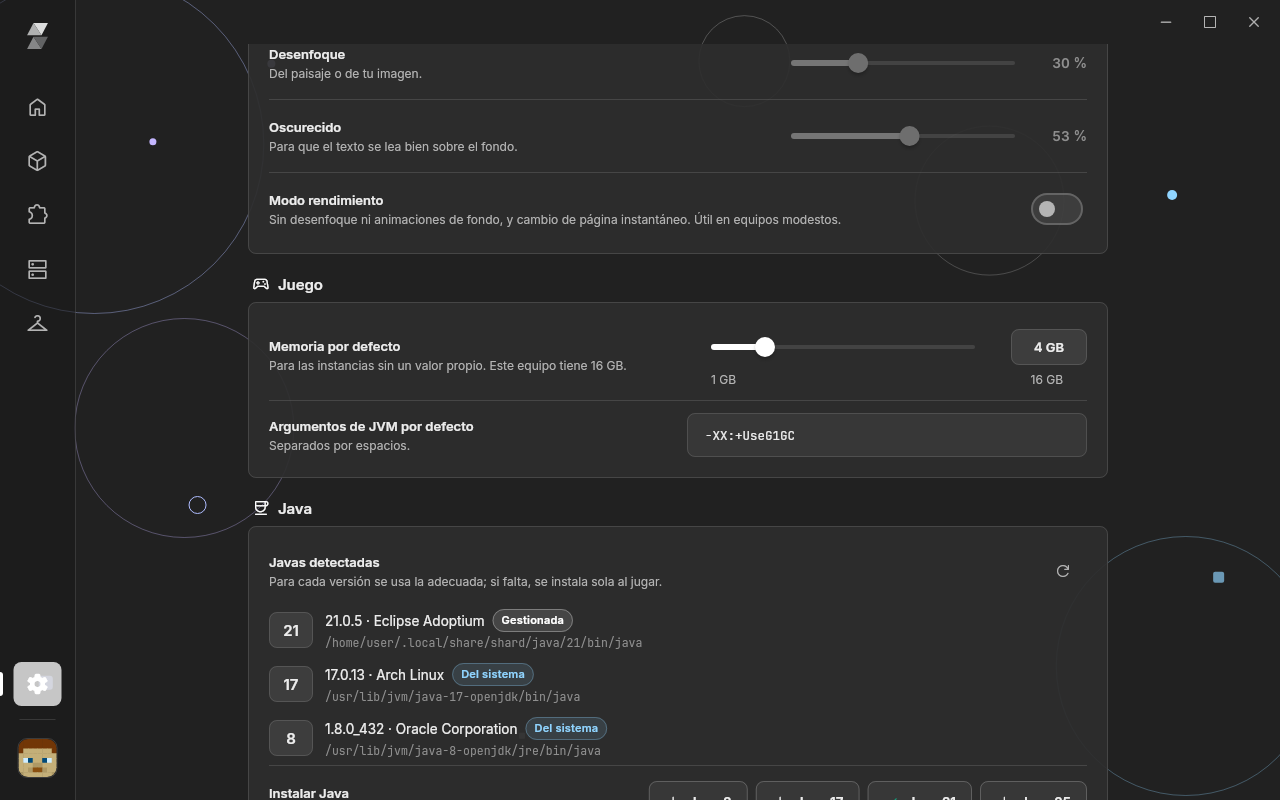 Desenfoque
Del paisaje o de tu imagen.
30 %
Oscurecido
Para que el texto se lea bien sobre el fondo.
53 %
Modo rendimiento
Sin desenfoque ni animaciones de fondo, y cambio de página instantáneo. Útil en equipos modestos.
Juego
Memoria por defecto
Para las instancias sin un valor propio. Este equipo tiene 16 GB.
4 GB
1 GB
16 GB
Argumentos de JVM por defecto
Separados por espacios.
-XX:+UseG1GC
Java
Javas detectadas
Para cada versión se usa la adecuada; si falta, se instala sola al jugar.
21
21.0.5 · Eclipse Adoptium
Gestionada
/home/user/.local/share/shard/java/21/bin/java
17
17.0.13 · Arch Linux
Del sistema
/usr/lib/jvm/java-17-openjdk/bin/java
8
1.8.0_432 · Oracle Corporation
Del sistema
/usr/lib/jvm/java-8-openjdk/jre/bin/java
Instalar Java